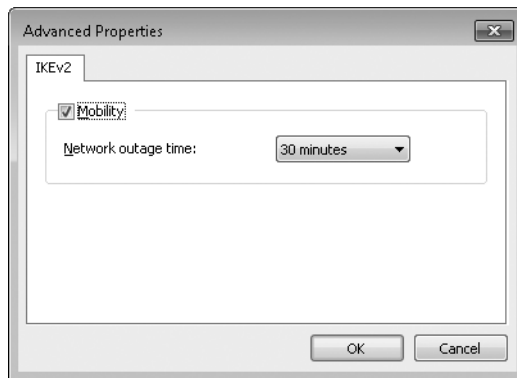 Advanced Properties
IKEv2
Mobility
Network outage time:
30 minutes
OK
Cancel